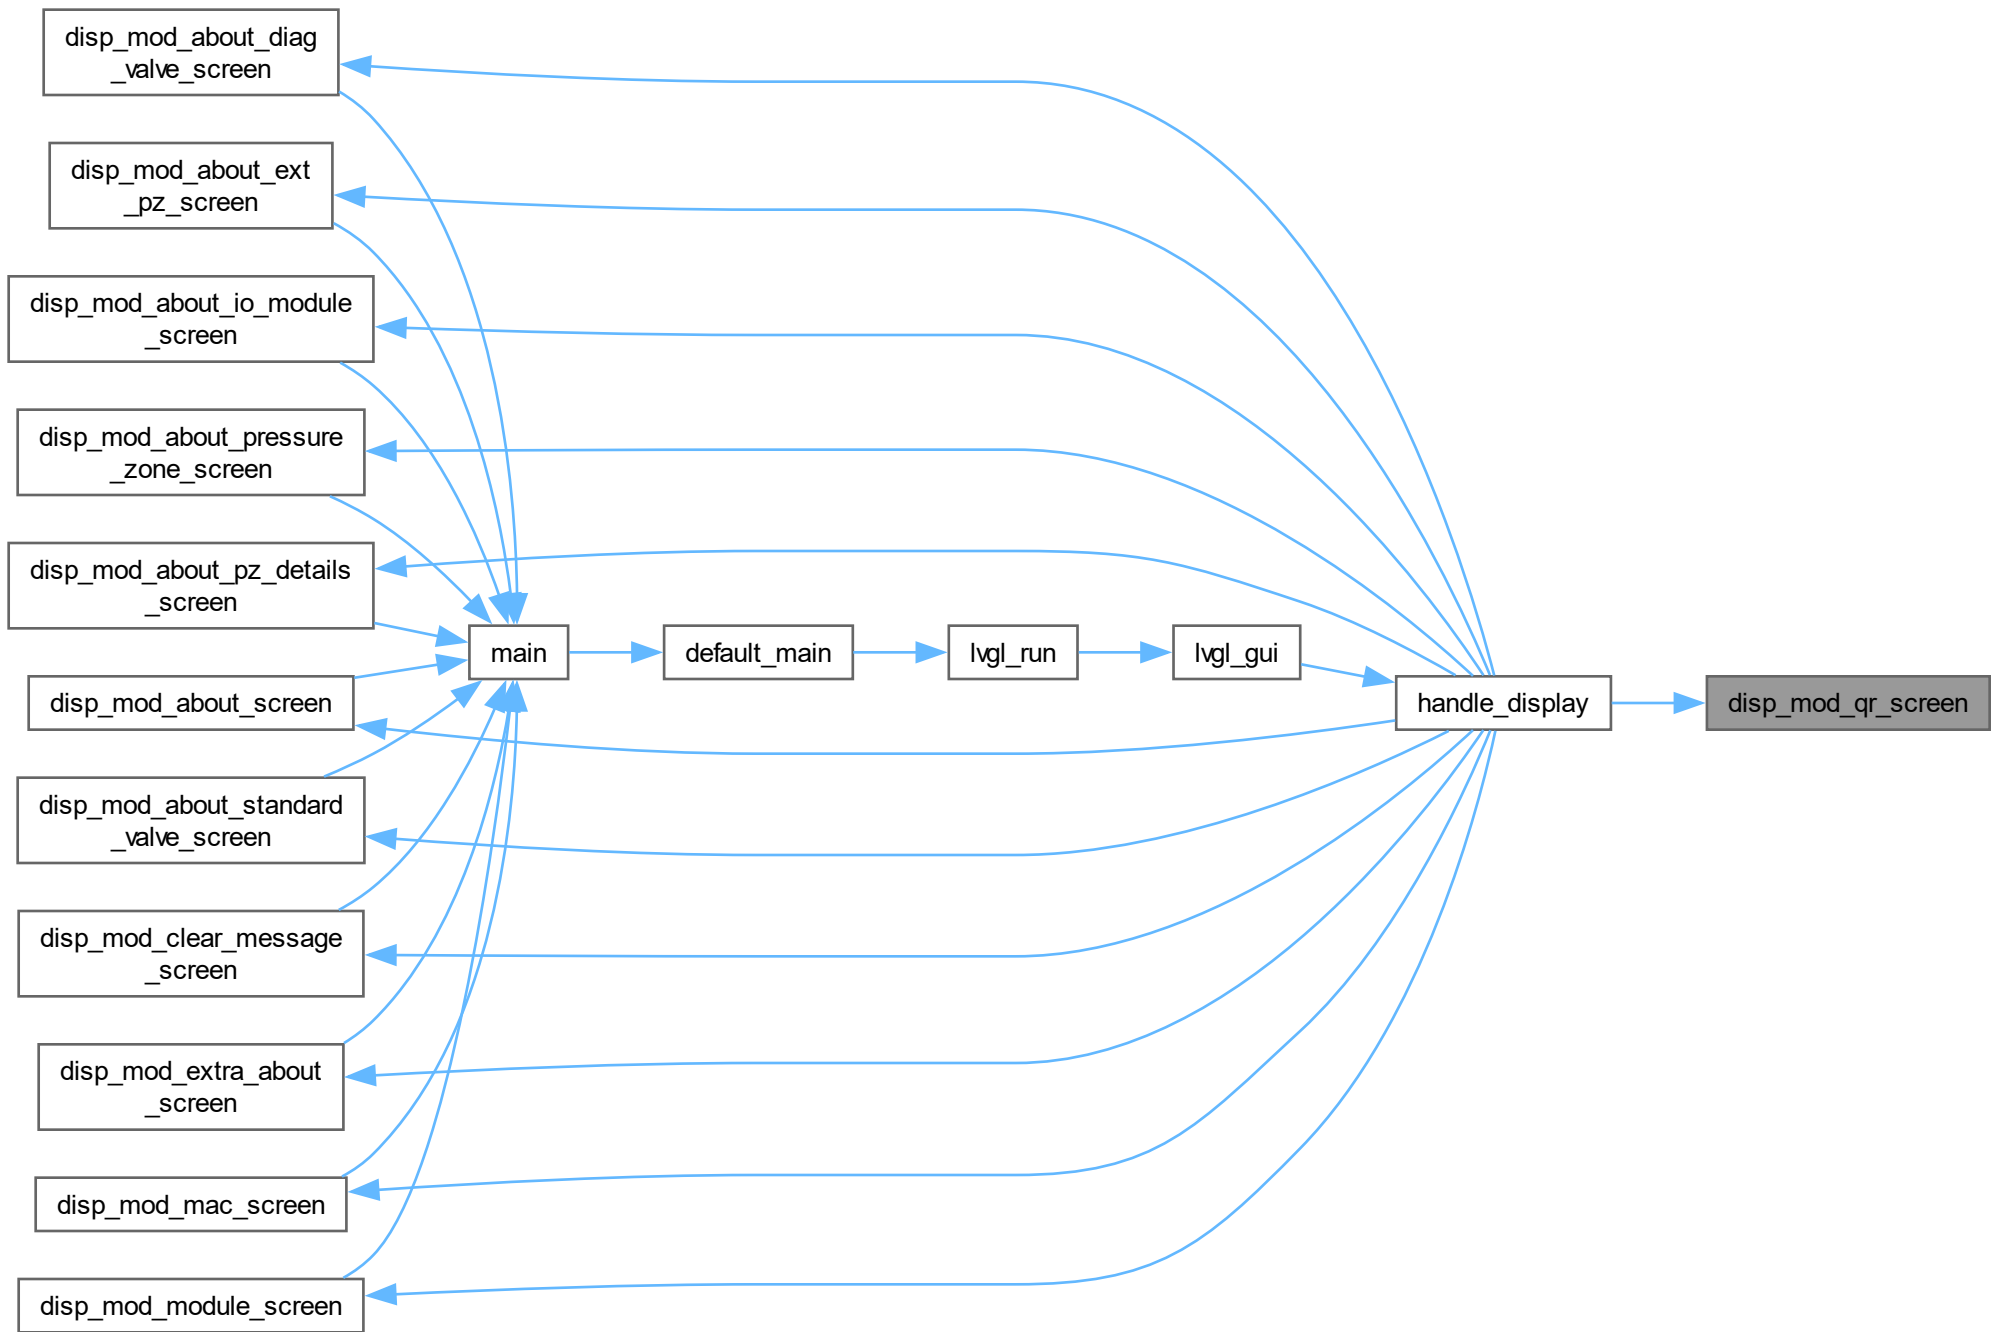 disp_mod_about_diag
_valve_screen
disp_mod_about_ext
_pz_screen
disp_mod_about_io_module
_screen
disp_mod_about_pressure
_zone_screen
disp_mod_about_pz_details
_screen
disp_mod_about_screen
disp_mod_about_standard
_valve_screen
disp_mod_clear_message
_screen
disp_mod_extra_about
_screen
disp_mod_mac_screen
disp_mod_module_screen
main
default_main
lvgl_run
lvgl_gui
handle_display
disp_mod_qr_screen